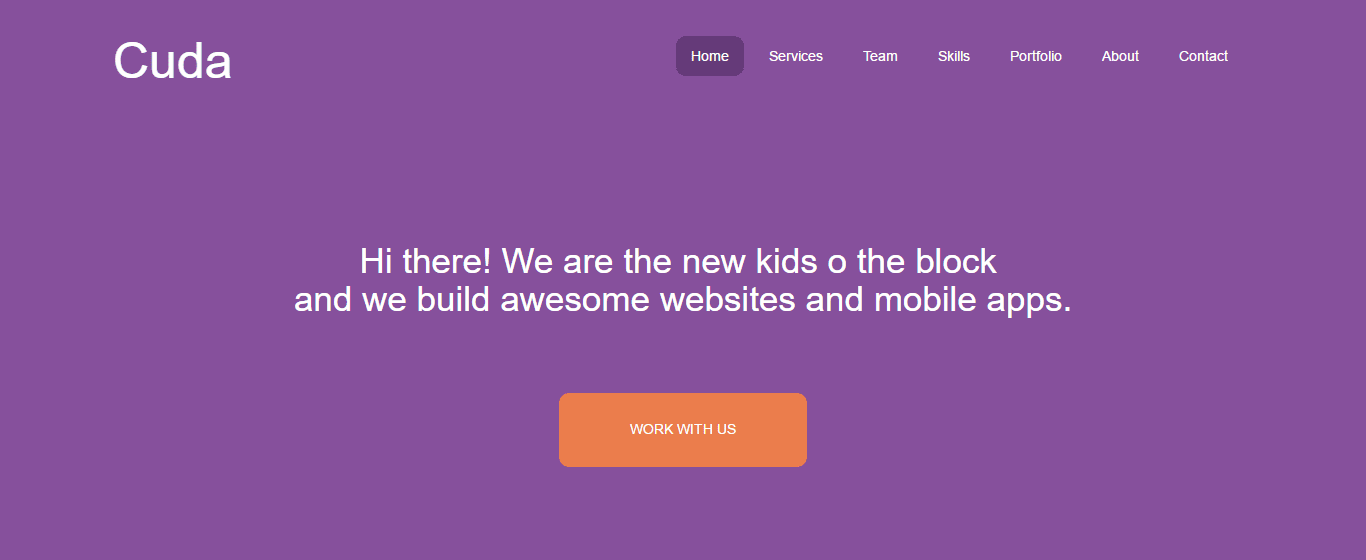 Cuda
Home Services Team Skills Portfolio About Contact
Hi there! We are the new kids o the block
and we build awesome websites and mobile apps.
WORK WITH US